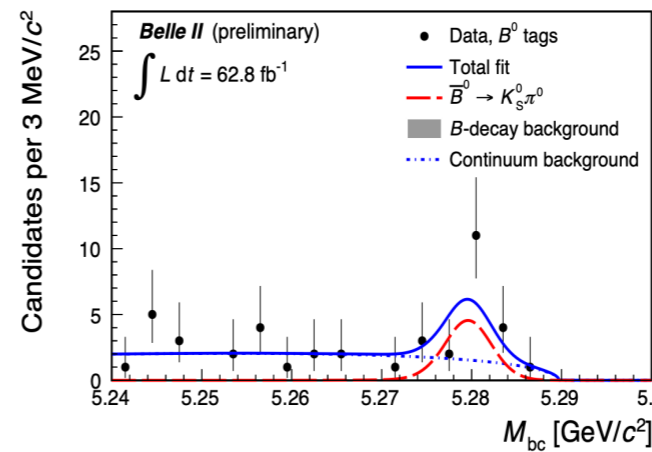 Belle II (preliminary)
∫ L dt = 62.8 fb⁻¹
Data, B⁰ tags
Total fit
B̅⁰ → K⁰ₛπ⁰
B-decay background
Continuum background
Candidates per 3 MeV/c²
25
20
15
10
5
0
5.24 5.25 5.26 5.27 5.28 5.29 5.
M_bc [GeV/c²]